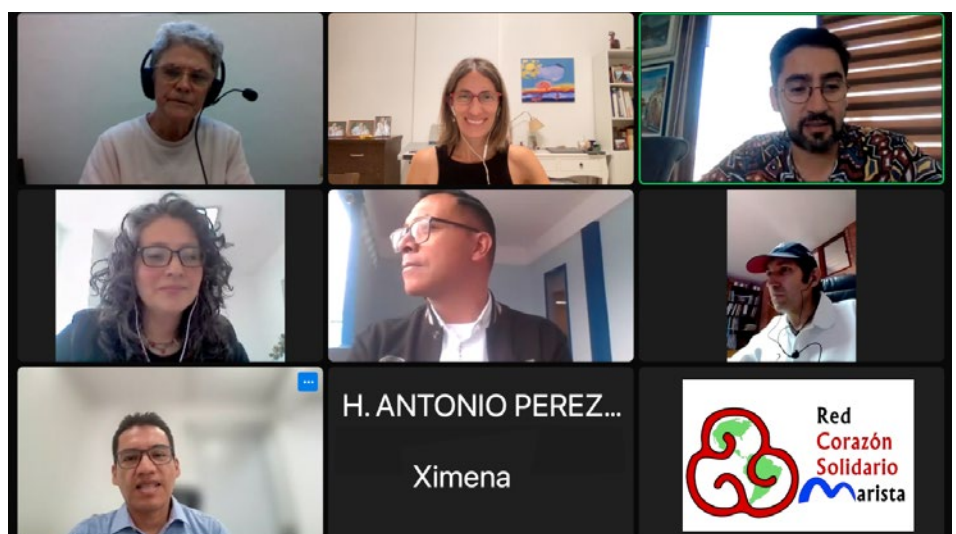 H. ANTONIO PEREZ...
Ximena
Red
Corazón
Solidario
Marista